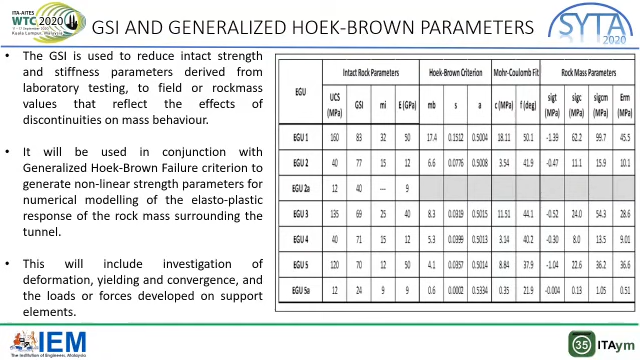 ITA-AITES
WTC 2020
Kuala Lumpur, Malaysia
GSI AND GENERALIZED HOEK-BROWN PARAMETERS
SYTA
2020
• The GSI is used to reduce intact strength
and stiffness parameters derived from
laboratory testing, to field or rockmass
values that reflect the effects of
discontinuities on mass behaviour.
• It will be used in conjunction with
Generalized Hoek-Brown Failure criterion to
generate non-linear strength parameters for
numerical modelling of the elasto-plastic
response of the rock mass surrounding the
tunnel.
• This will include investigation of
deformation, yielding and convergence, and
the loads or forces developed on support
elements.
EGU Intact Rock Parameters Hoek-Brown Criterion Mohr-Coulomb Fit Rock Mass Parameters
UCS (MPa) GSI mi E (GPa) mb s a c (MPa) f (deg) sigt (MPa) sigc (MPa) sigcm (MPa) Erm (MPa)
EGU 1 160 83 32 50 17.4 0.1512 0.5004 18.11 50.1 -1.39 62.2 99.7 45.5
EGU 2 40 77 15 12 6.6 0.0776 0.5008 3.54 41.9 -0.47 11.1 15.9 10.1
EGU 2a 12 40 --- 9
EGU 3 135 69 25 40 8.3 0.0319 0.5015 11.51 44.1 -0.52 24.0 54.3 28.6
EGU 4 40 71 15 12 5.3 0.0399 0.5013 3.14 40.2 -0.30 8.0 13.5 9.01
EGU 5 120 70 12 50 4.1 0.0357 0.5014 8.84 37.9 -1.04 22.6 36.2 36.6
EGU 5a 12 24 9 9 0.6 0.0002 0.5334 0.35 21.9 -0.004 0.13 1.05 0.51
IEM
The Institution of Engineers, Malaysia
35 ITAym